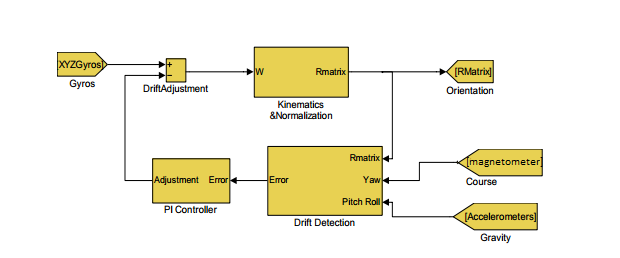 XYZGyros]
Gyros
+
−
DriftAdjustment
W
Rmatrix
Kinematics
&Normalization
[RMatrix]
Orientation
Adjustment
Error
PI Controller
Error
Rmatrix
Yaw
Pitch Roll
Drift Detection
[magnetometer]
Course
[Accelerometers]
Gravity